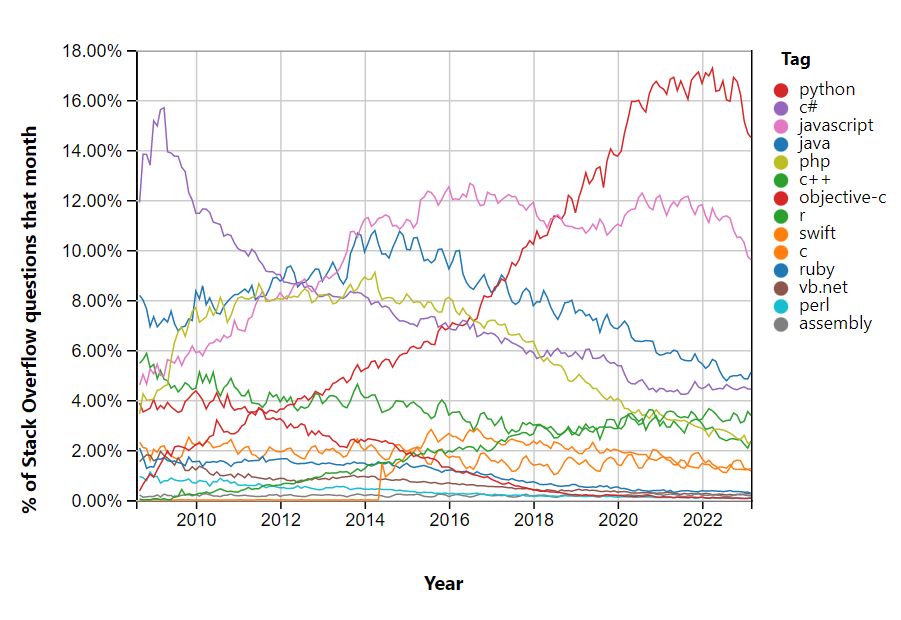 18.00%
16.00%
14.00%
12.00%
10.00%
8.00%
6.00%
4.00%
2.00%
0.00%
% of Stack Overflow questions that month
2010 2012 2014 2016 2018 2020 2022
Year
Tag
python
c#
javascript
java
php
c++
objective-c
r
swift
c
ruby
vb.net
perl
assembly